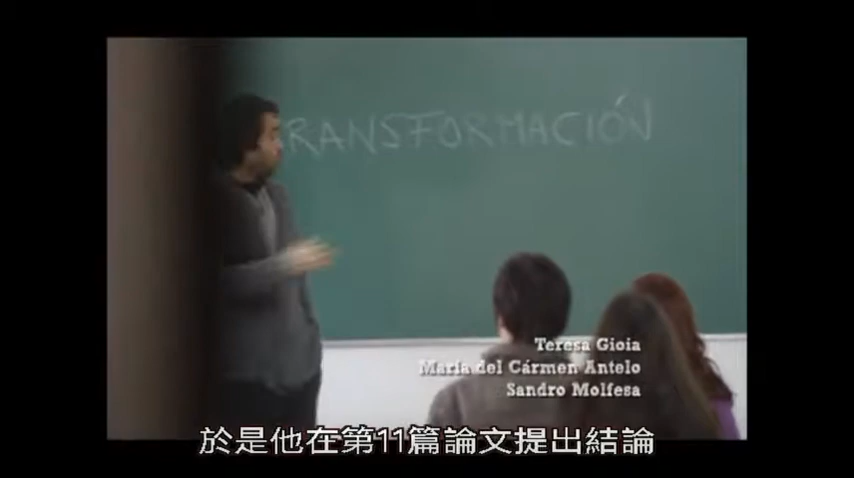 TRANSFORMACIÓN
Teresa Gioia
María del Cármen Antelo
Sandro Molfesa
於是他在第11篇論文提出結論